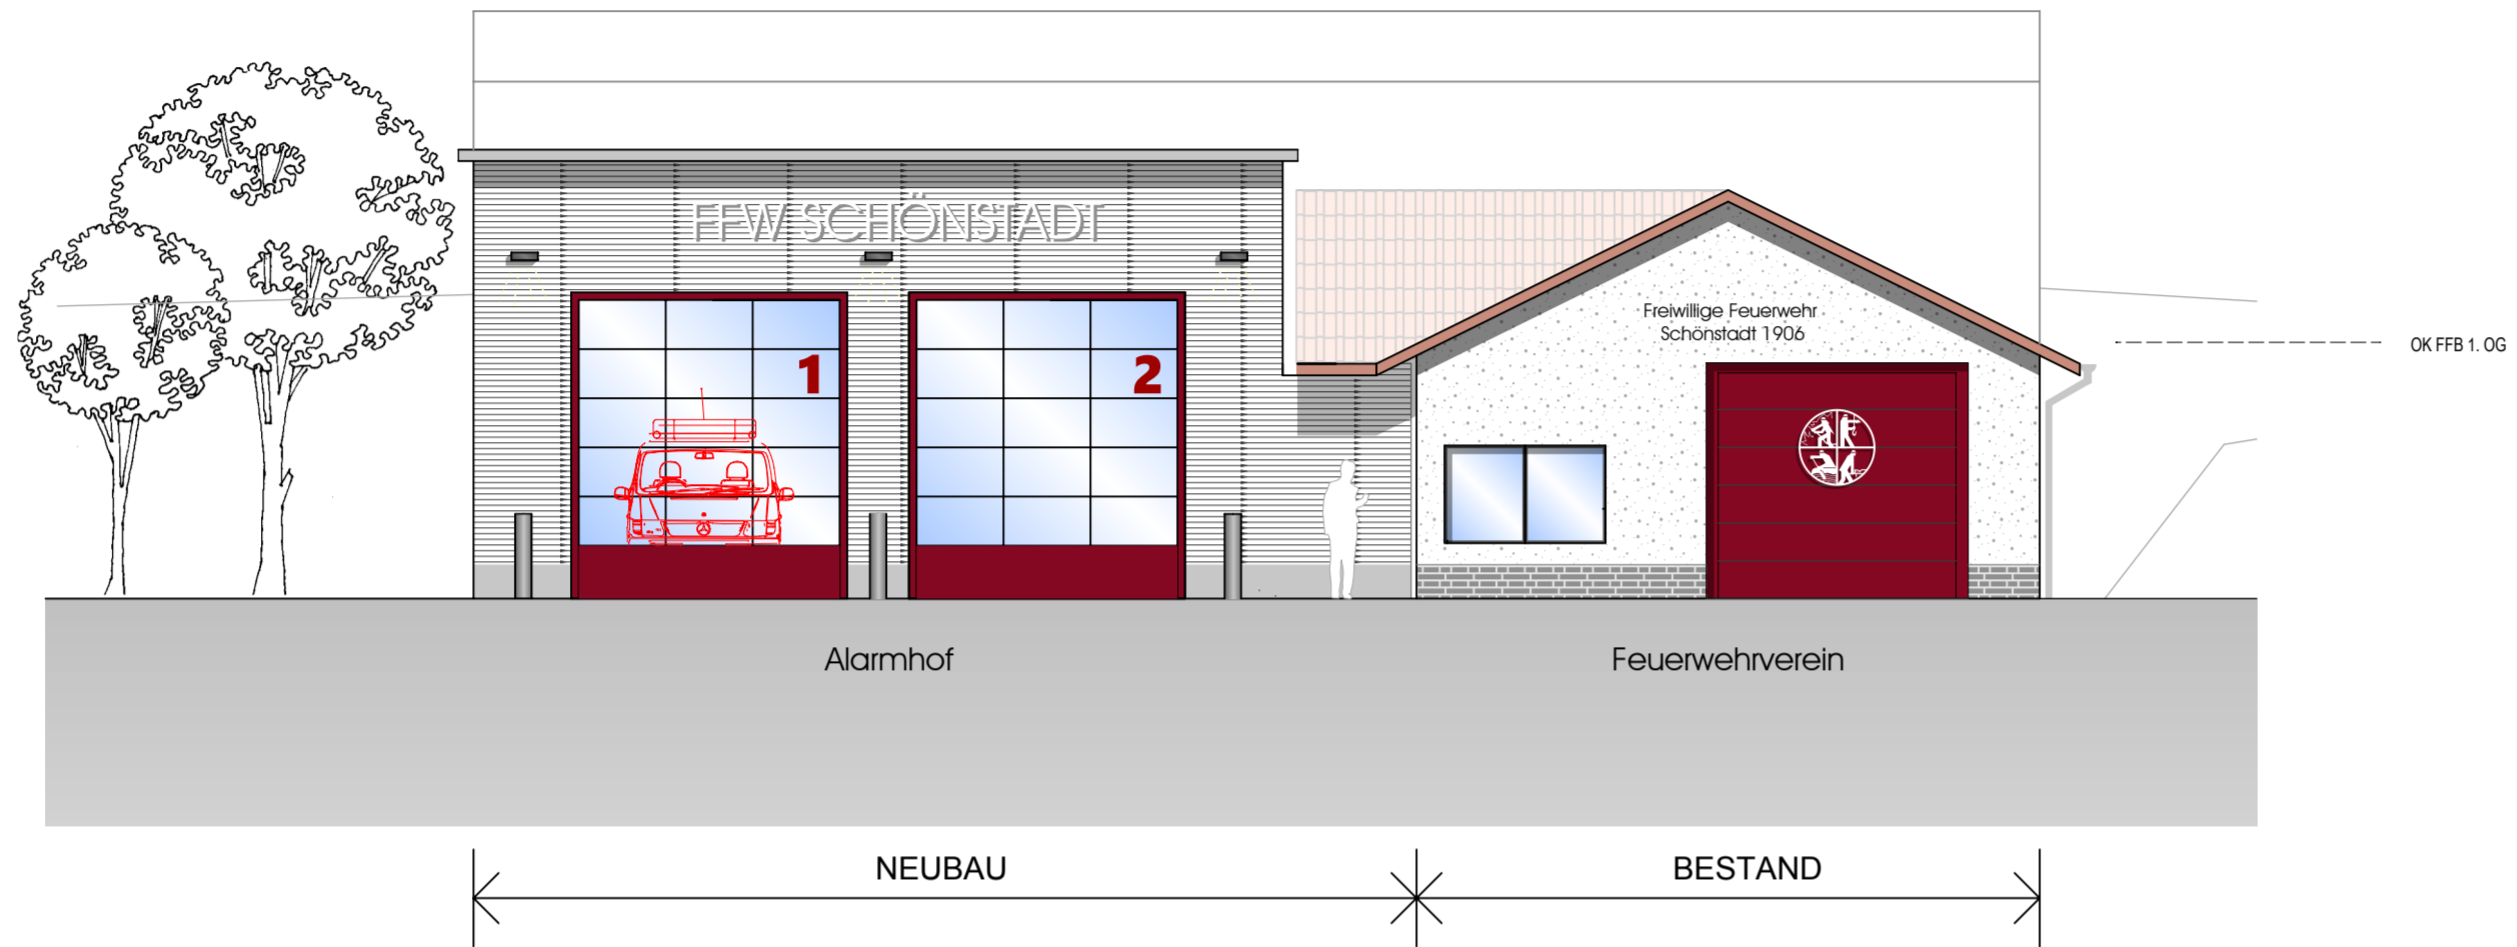 FFW SCHÖNSTADT
Freiwillige Feuerwehr
Schönstadt 1906
OK FFB 1. OG
1
2
Alarmhof
Feuerwehrverein
NEUBAU
BESTAND